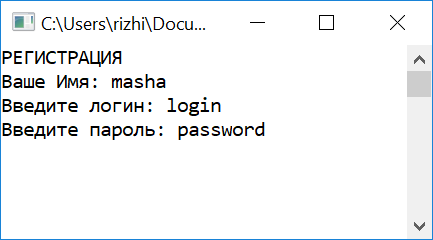 C:\Users\rizhi\Docu...
РЕГИСТРАЦИЯ
Ваше Имя: masha
Введите логин: login
Введите пароль: password